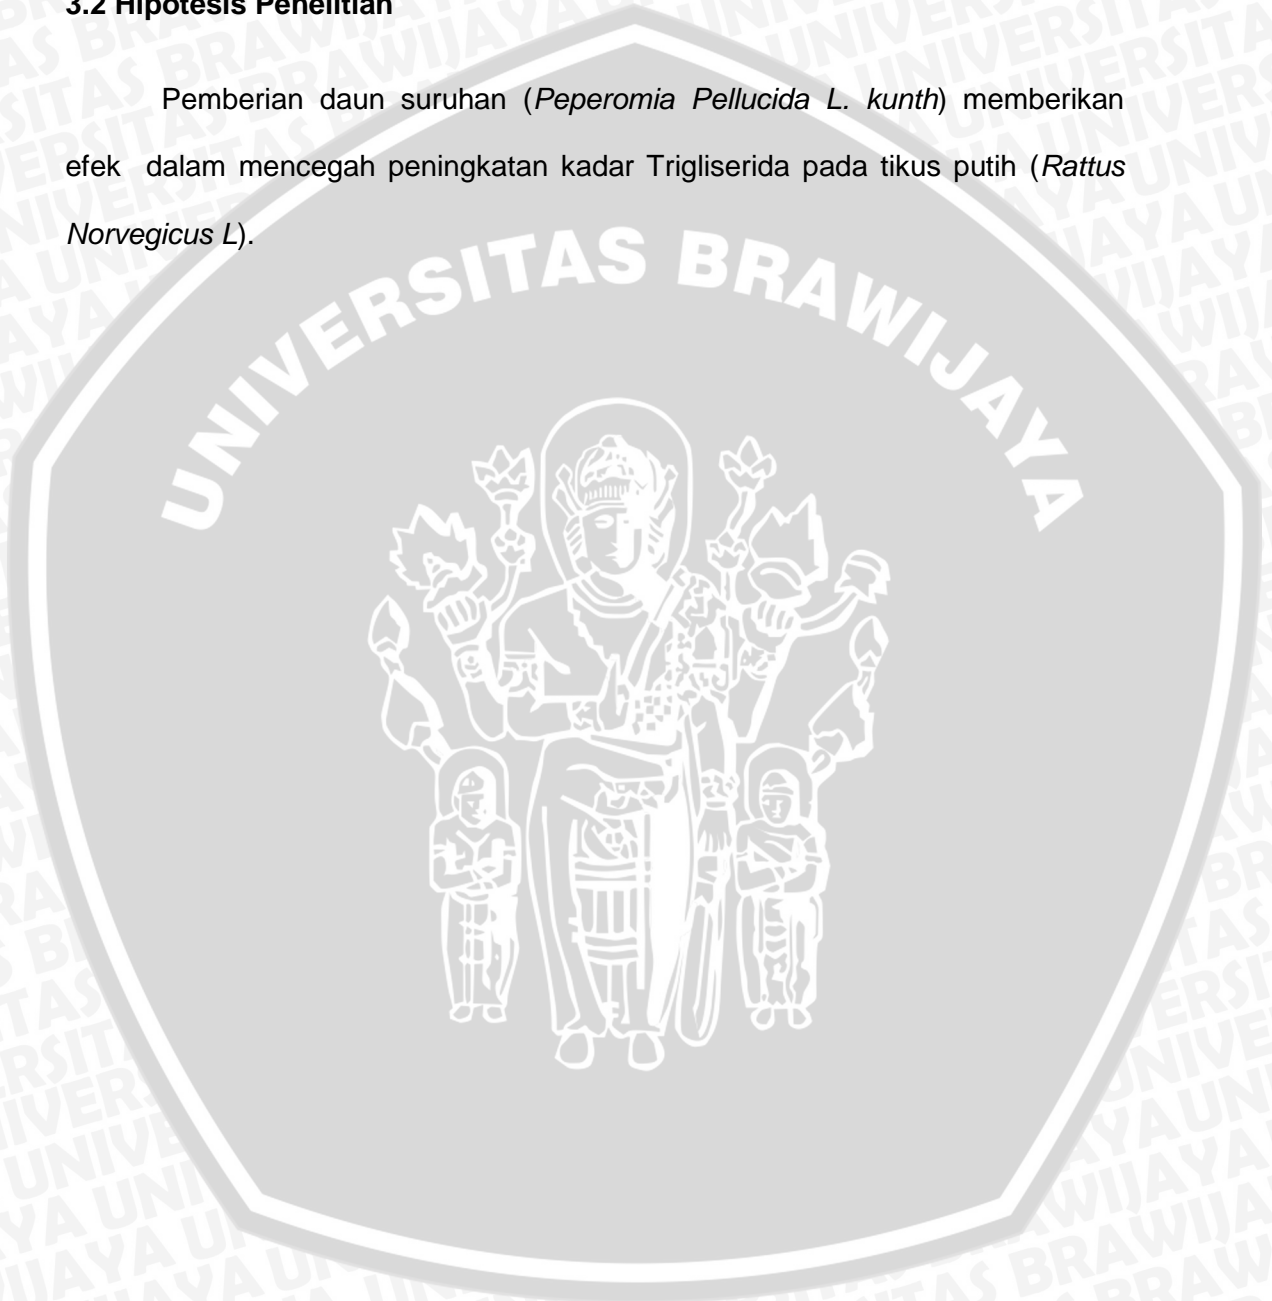 3.2 Hipotesis Penelitian
Pemberian daun suruhan (Peperomia Pellucida L. kunth) memberikan
efek dalam mencegah peningkatan kadar Trigliserida pada tikus putih (Rattus
Norvegicus L).
UNIVERSITAS BRAWIJAYA